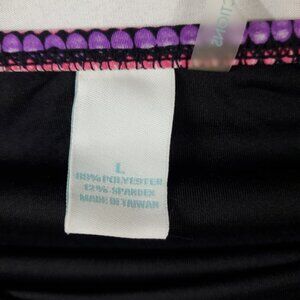 L
88% POLYESTER
12% SPANDEX
MADE IN TAIWAN